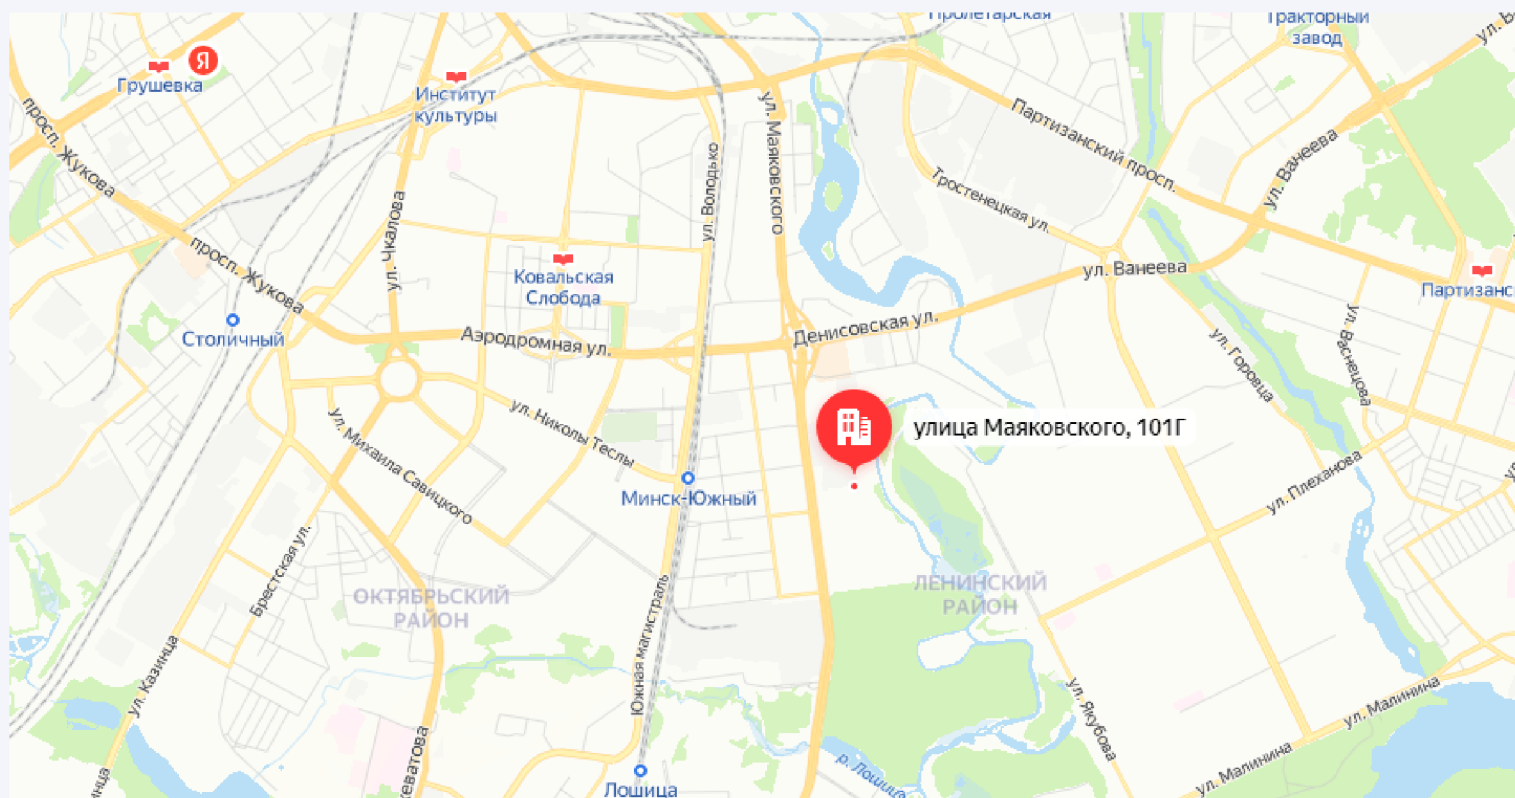 Пролетарская
Тракторный
завод
Я
Грушевка
Институт
культуры
просп. Жукова
ул. Маяковского
Партизанский просп.
ул. Ванеева
ул. Володько
Тростенецкая ул.
ул. Чкалова
просп. Жукова
Ковальская
Слобода
ул. Ванеева
Столичный
Аэродромная ул.
Денисовская ул.
ул. Горовца
ул. Васнецова
ул. Николы Теслы
ул. Михаила Савицкого
улица Маяковского, 101Г
ул. Плеханова
Минск-Южный
Брестская ул.
ОКТЯБРЬСКИЙ
РАЙОН
ЛЕНИНСКИЙ
РАЙОН
Южная магистраль
ул. Казинца
ул. Якубова
ул. Малинина
ул. Малинина
р. Лошица
Лошица